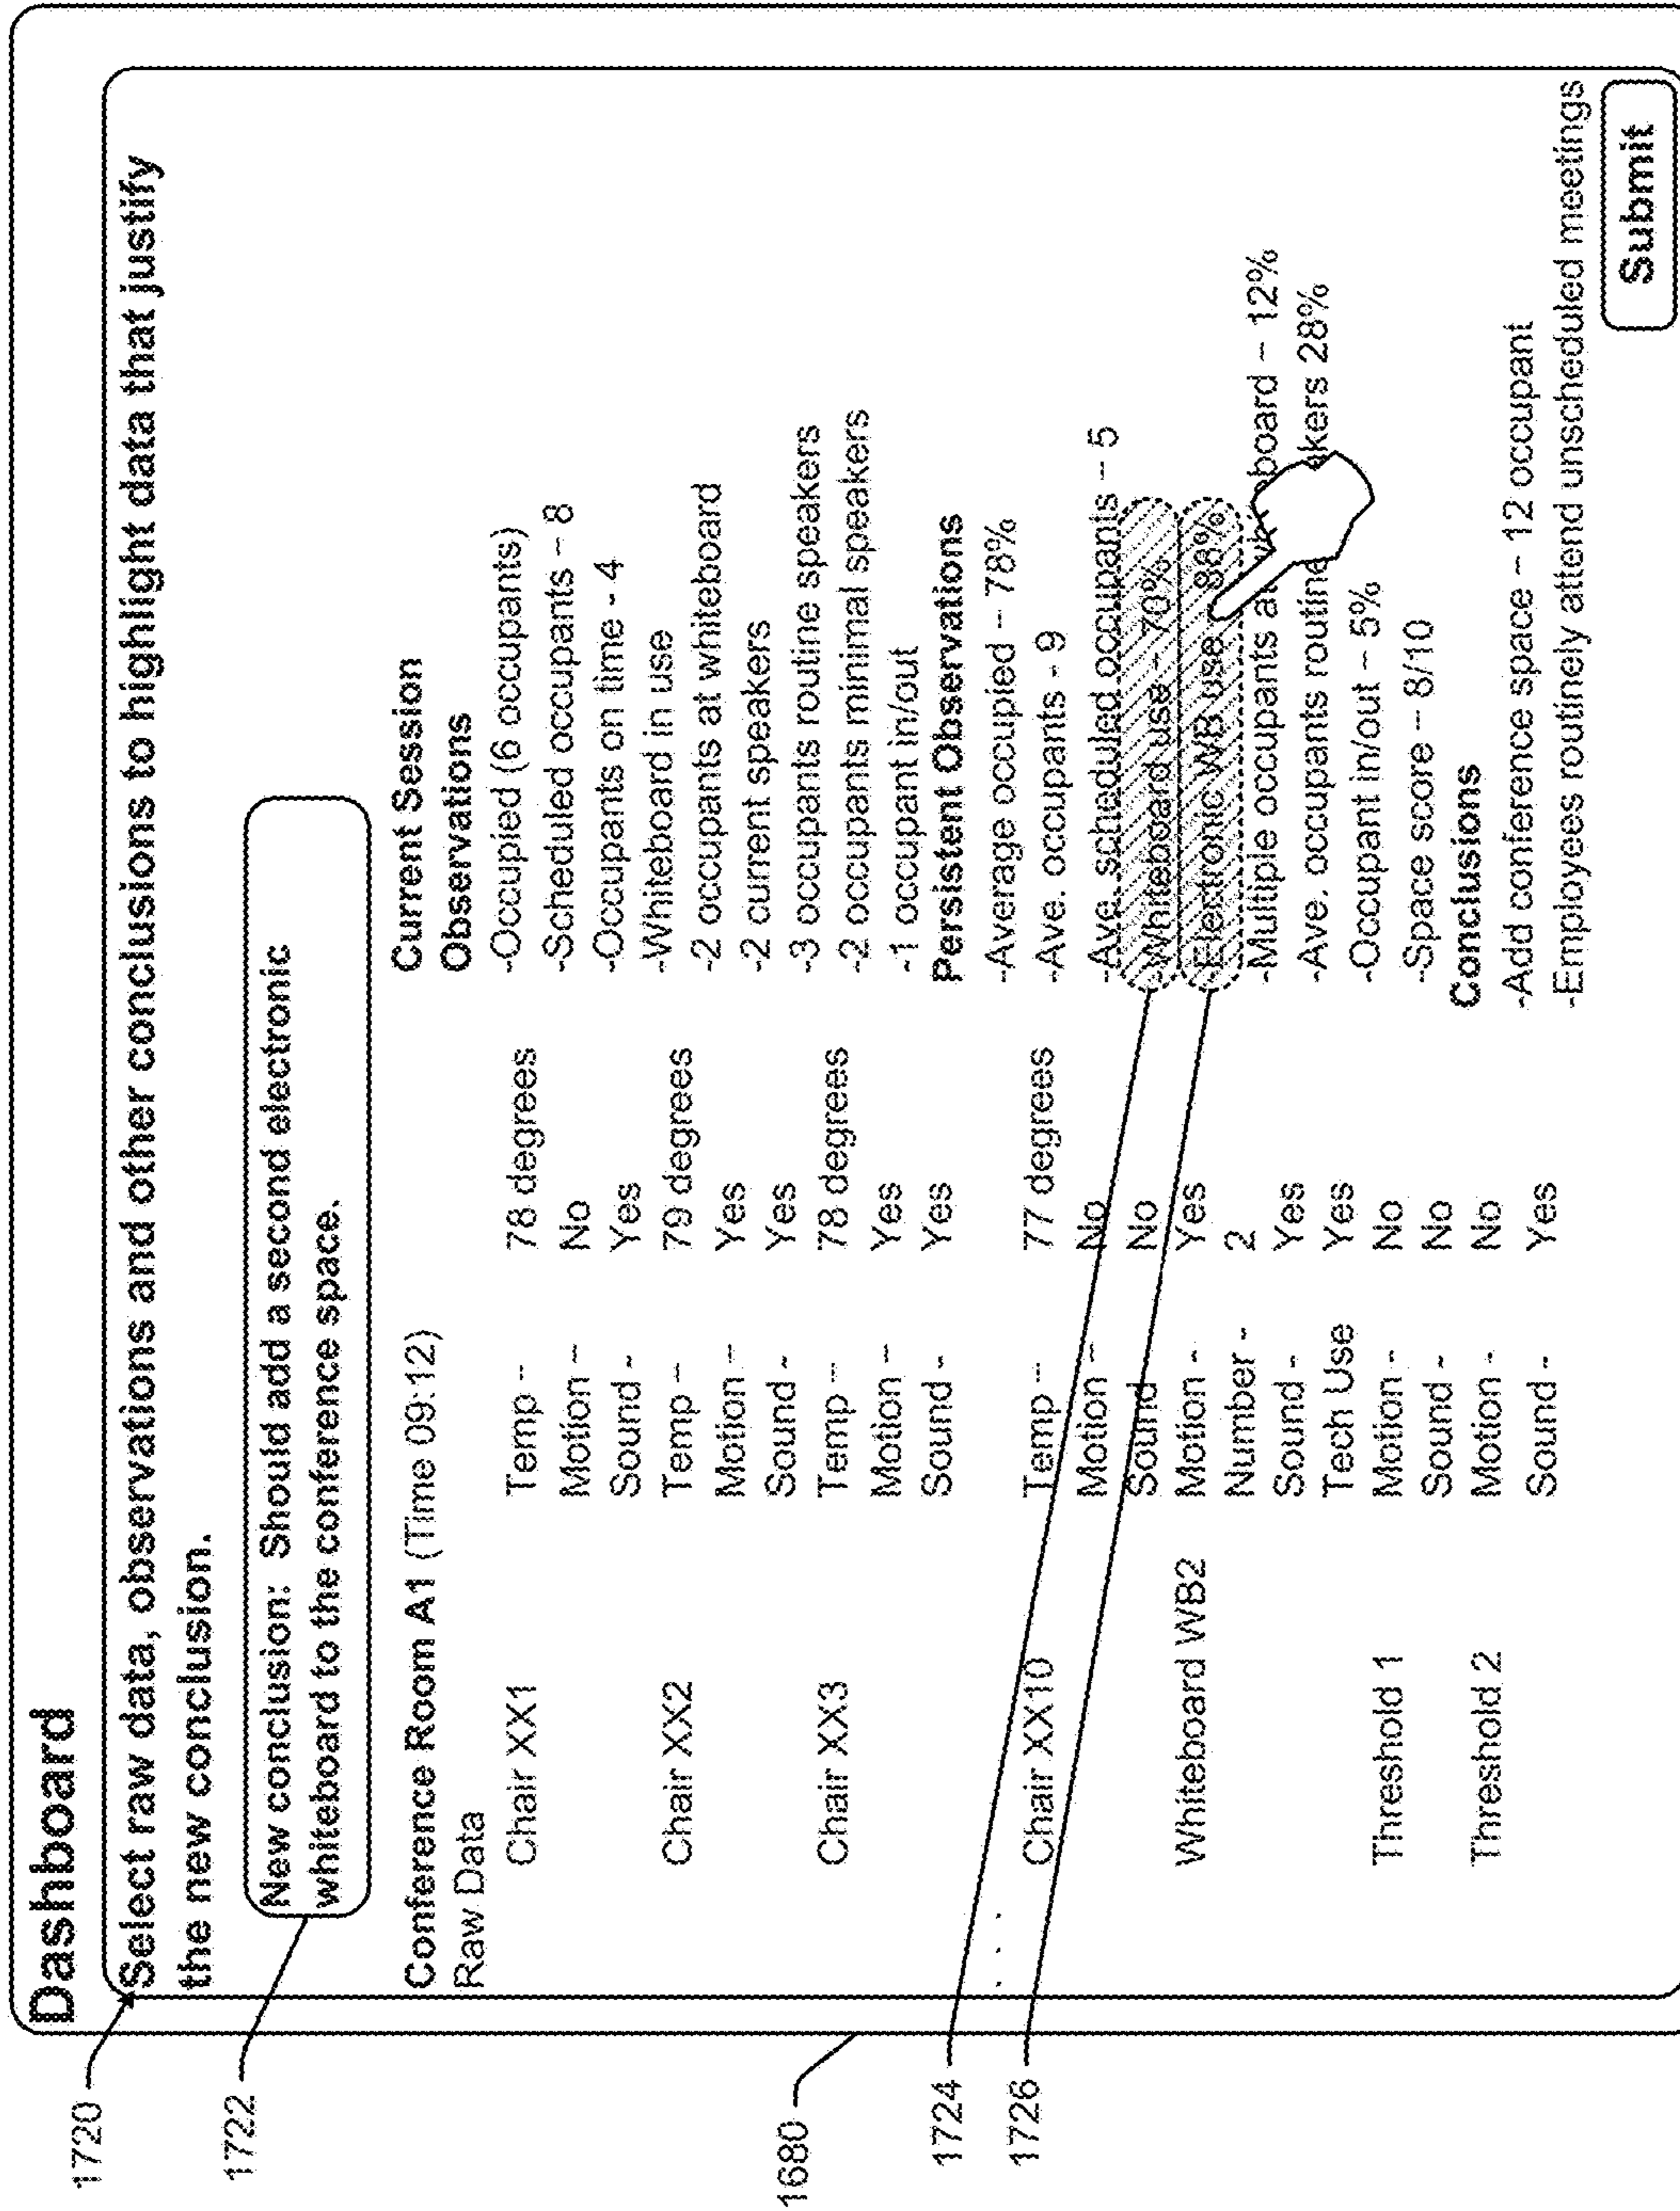 Dashboard
Select raw data, observations and other conclusions to highlight data that justify
the new conclusion.
New conclusion: Should add a second electronic
whiteboard to the conference space.
Conference Room A1 (Time 09:12)
Raw Data
Chair XX1 Temp – 78 degrees
Motion – No
Sound - Yes
Chair XX2 Temp – 79 degrees
Motion – Yes
Sound - Yes
Chair XX3 Temp – 78 degrees
Motion – Yes
Sound - Yes
. . .
Chair XX10 Temp – 77 degrees
Motion – No
Sound No
Whiteboard WB2 Motion - Yes
Number - 2
Sound - Yes
Tech Use Yes
Threshold 1 Motion - No
Sound - No
Threshold 2 Motion - No
Sound - Yes
Current Session
Observations
-Occupied (6 occupants)
-Scheduled occupants – 8
-Occupants on time - 4
-Whiteboard in use
-2 occupants at whiteboard
-2 current speakers
-3 occupants routine speakers
-2 occupants minimal speakers
-1 occupant in/out
Persistent Observations
-Average occupied – 78%
-Ave. occupants - 9
-Ave. scheduled occupants – 5
-Whiteboard use - 70%
-Electronic WB use 88%
-Multiple occupants at board – 12%
-Ave. occupants routine kers 28%
-Occupant in/out – 5%
-Space score – 8/10
Conclusions
-Add conference space – 12 occupant
-Employees routinely attend unscheduled meetings
Submit
1720
1722
1680
1724
1726